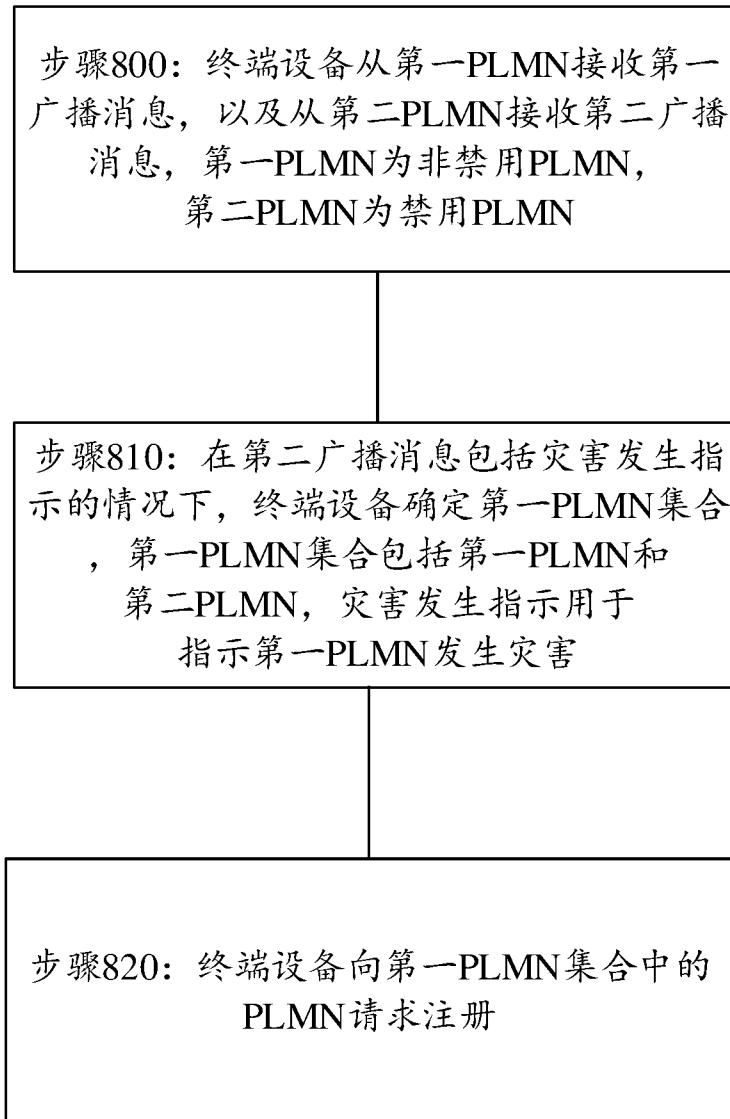 步骤800：终端设备从第一PLMN接收第一
广播消息，以及从第二PLMN接收第二广播
消息，第一PLMN为非禁用PLMN，
第二PLMN为禁用PLMN
步骤810：在第二广播消息包括灾害发生指
示的情况下，终端设备确定第一PLMN集合
，第一PLMN集合包括第一PLMN和
第二PLMN，灾害发生指示用于
指示第一PLMN发生灾害
步骤820：终端设备向第一PLMN集合中的
PLMN请求注册